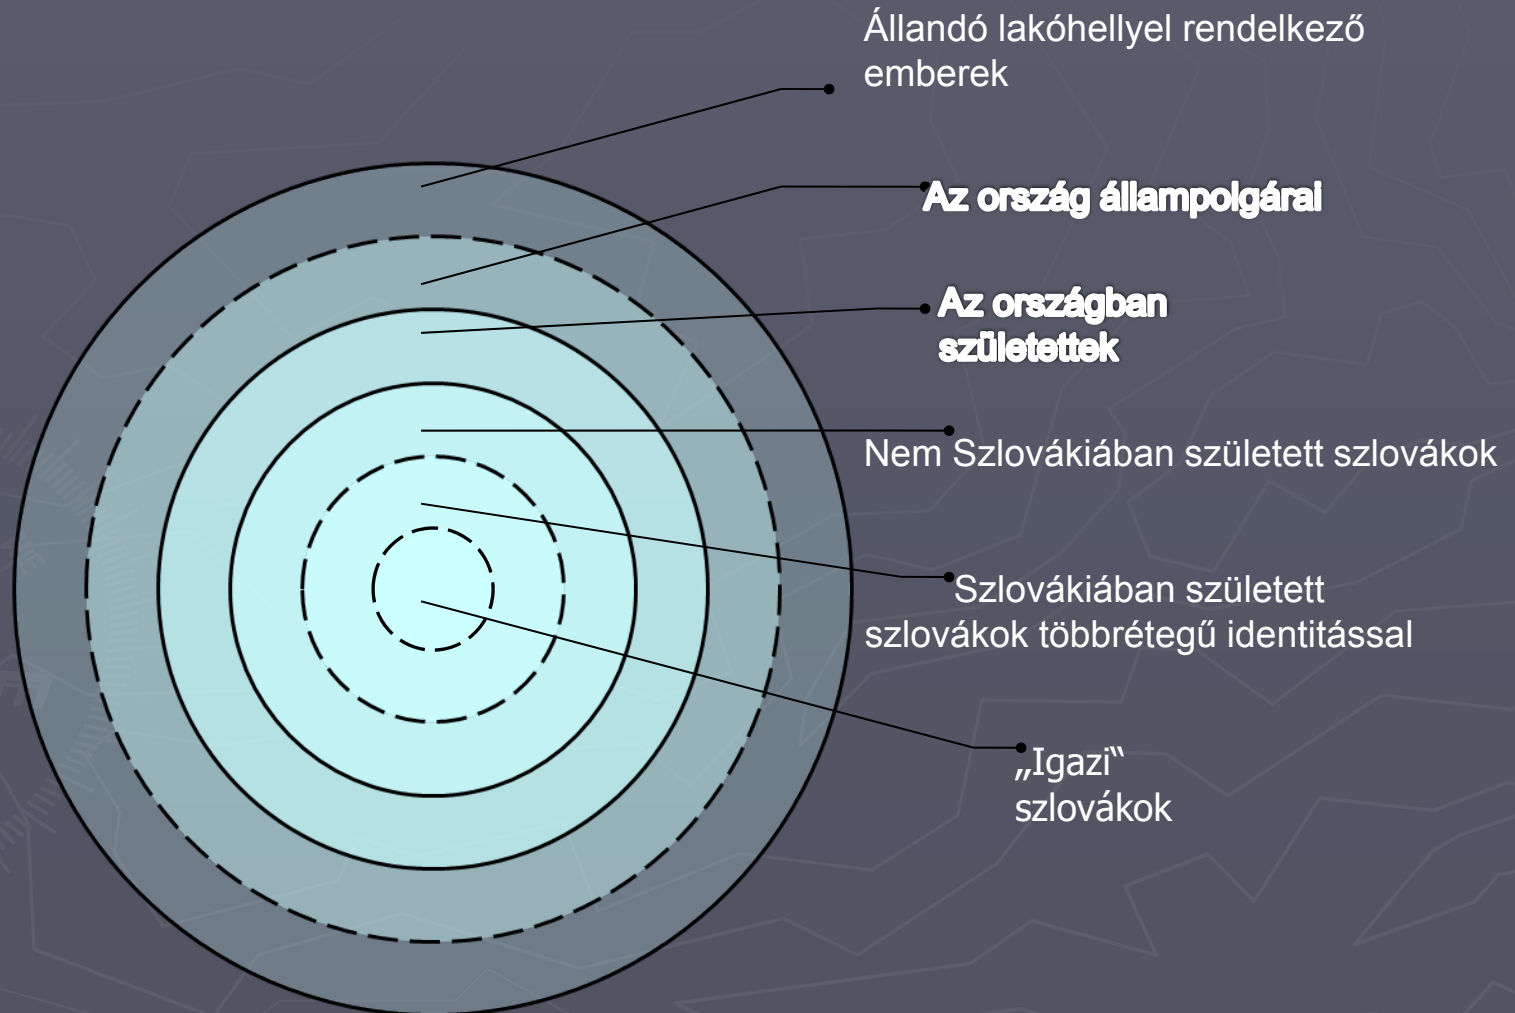 Állandó lakóhellyel rendelkező
emberek
Az ország állampolgárai
Az országban
születettek
Nem Szlovákiában született szlovákok
Szlovákiában született
szlovákok többrétegű identitással
„Igazi“
szlovákok